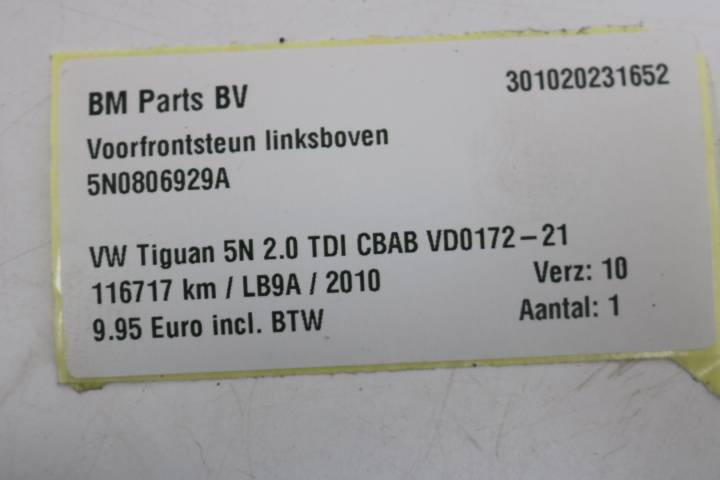 BM Parts BV 301020231652
Voorfrontsteun linksboven
5N0806929A
VW Tiguan 5N 2.0 TDI CBAB VD0172-21
116717 km / LB9A / 2010 Verz: 10
9.95 Euro incl. BTW Aantal: 1